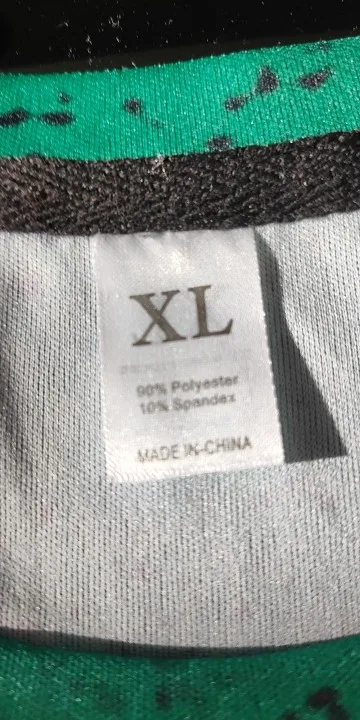 XL
90% Polyester
10% Spandex
MADE IN-CHINA